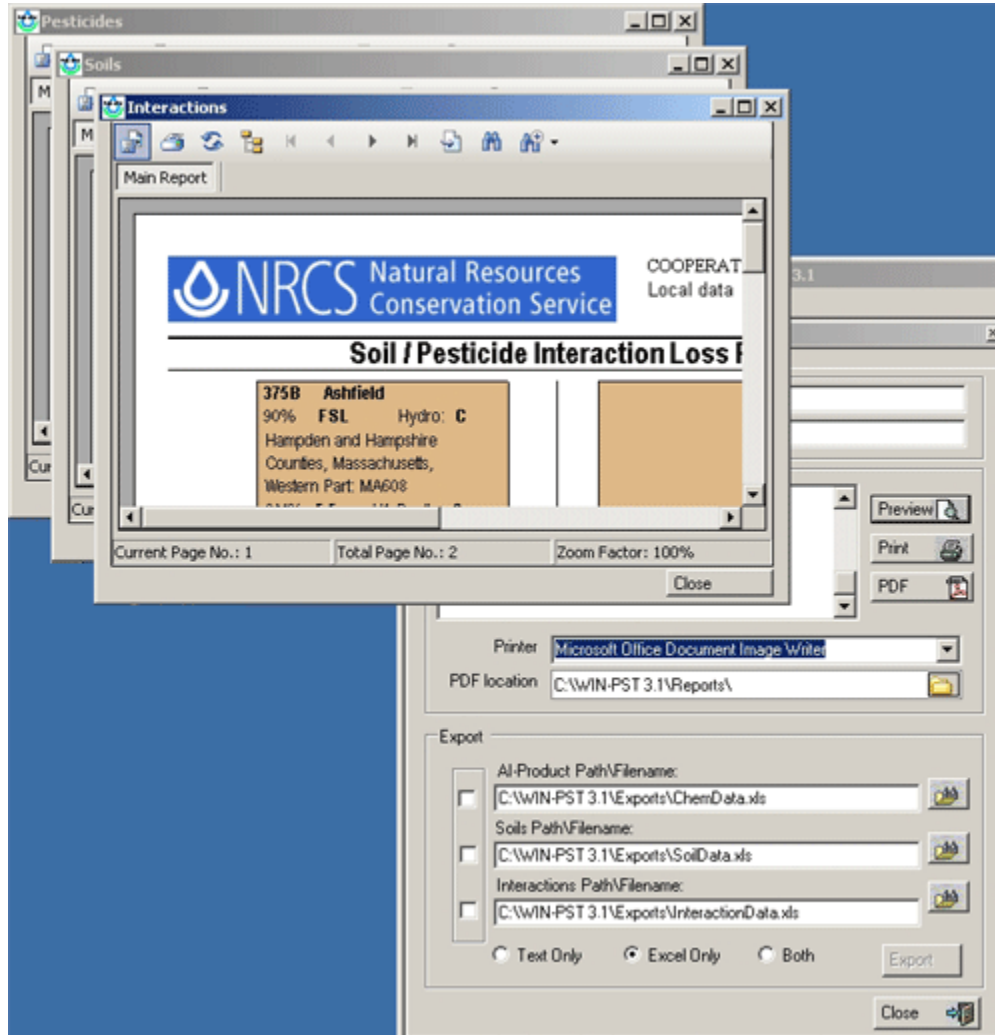 Pesticides
Soils
M
Interactions
M
Main Report
NRCS Natural Resources
Conservation Service
COOPERAT
Local data
3.1
Soil / Pesticide Interaction Loss
375B Ashfield
90% FSL Hydro: C
Hampden and Hampshire
Counties, Massachusetts,
Western Part: MA608
Cur
Cur
Current Page No.: 1 Total Page No.: 2 Zoom Factor: 100%
Close
Preview
Print
PDF
Printer Microsoft Office Document Image Writer
PDF location C:\WIN-PST 3.1\Reports\
Export
AI-Product Path\Filename:
C:\WIN-PST 3.1\Exports\ChemData.xls
Soils Path\Filename:
C:\WIN-PST 3.1\Exports\SoilData.xls
Interactions Path\Filename:
C:\WIN-PST 3.1\Exports\InteractionData.xls
Text Only Excel Only Both
Export
Close